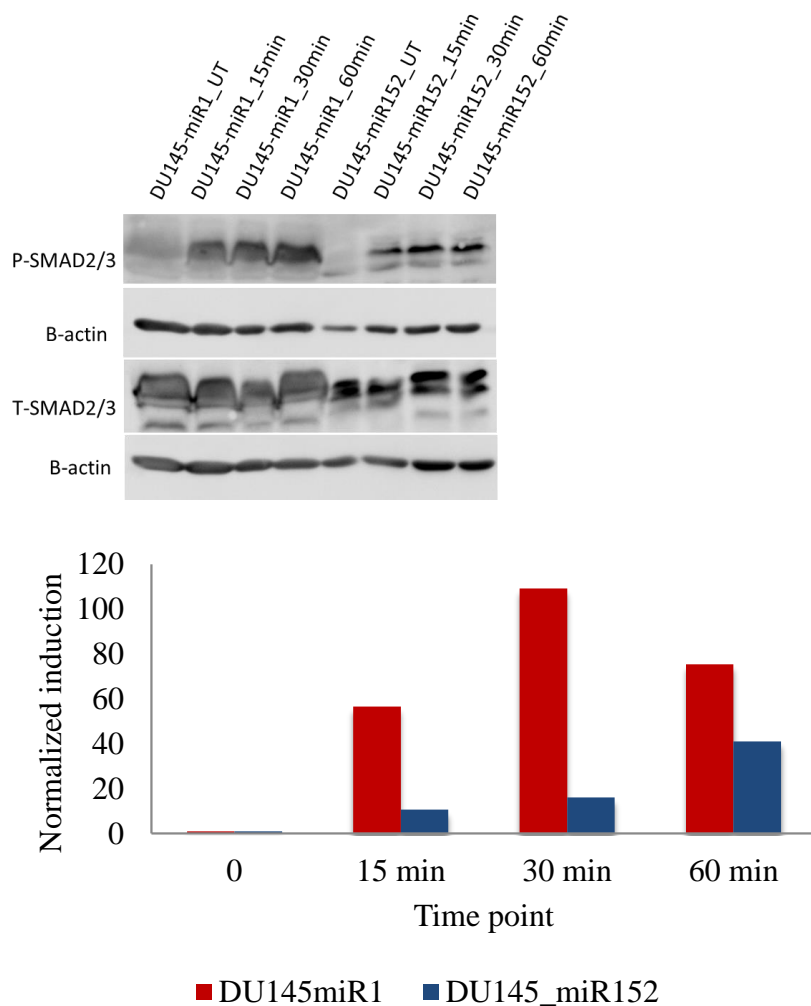 DU145-miR1_UT
DU145-miR1_15min
DU145-miR1_30min
DU145-miR1_60min
DU145-miR152_UT
DU145-miR152_15min
DU145-miR152_30min
DU145-miR152_60min
P-SMAD2/3
B-actin
T-SMAD2/3
B-actin
Normalized induction
120
100
80
60
40
20
0
0 15 min 30 min 60 min
Time point
DU145miR1 DU145_miR152